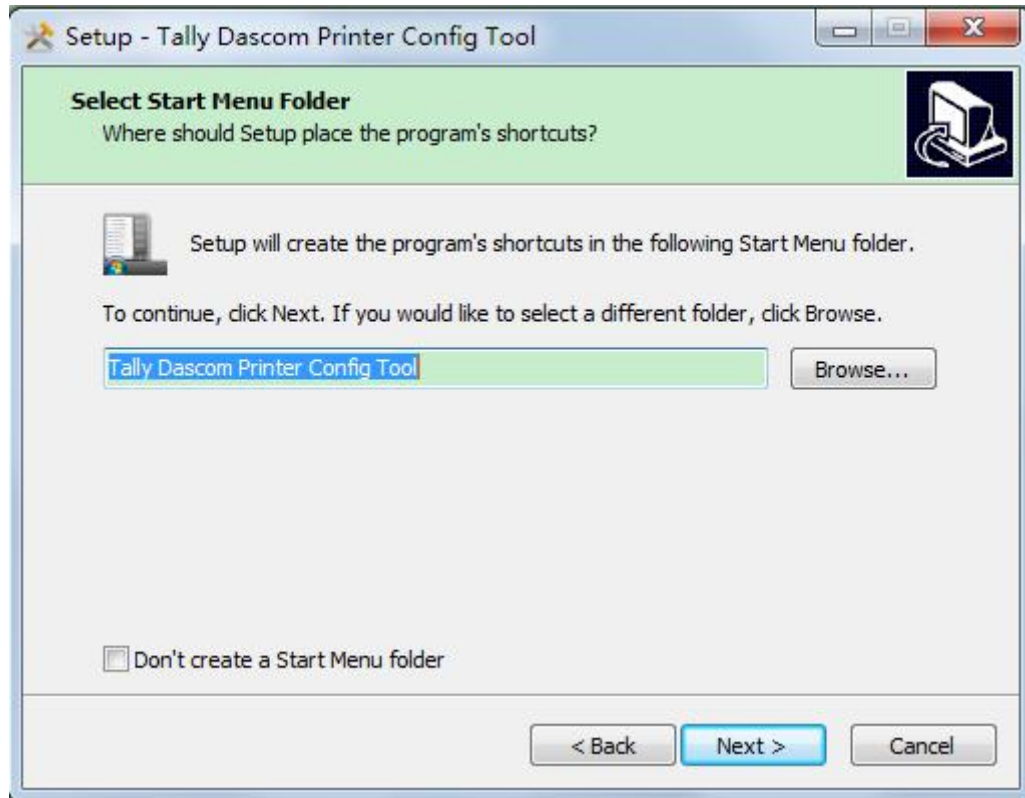 Setup - Tally Dascom Printer Config Tool
Select Start Menu Folder
Where should Setup place the program's shortcuts?
Setup will create the program's shortcuts in the following Start Menu folder.
To continue, click Next. If you would like to select a different folder, click Browse.
Tally Dascom Printer Config Tool
Browse...
Don't create a Start Menu folder
< Back
Next >
Cancel